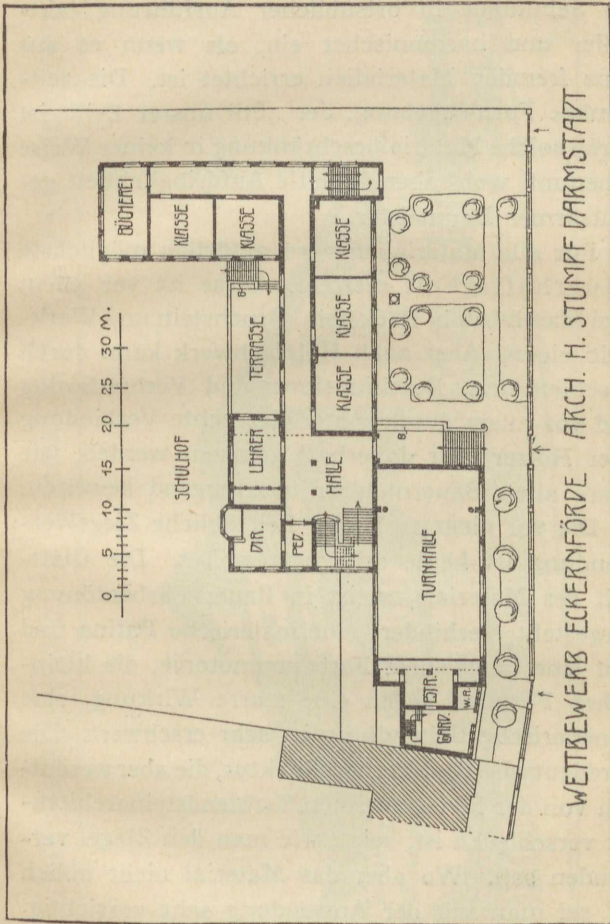 SCHULHOF
0 5 10 15 20 25 30 M.
BÜCHEREI
KLASSE
KLASSE
TERRASSE
LEHRER
DIR.
PED.
HALLE
KLASSE
KLASSE
KLASSE
A
B
B
TURNHALLE
GARD.
W.R.
WETTBEWERB ECKERNFÖRDE. ARCH. H. STUMPF DARMSTADT